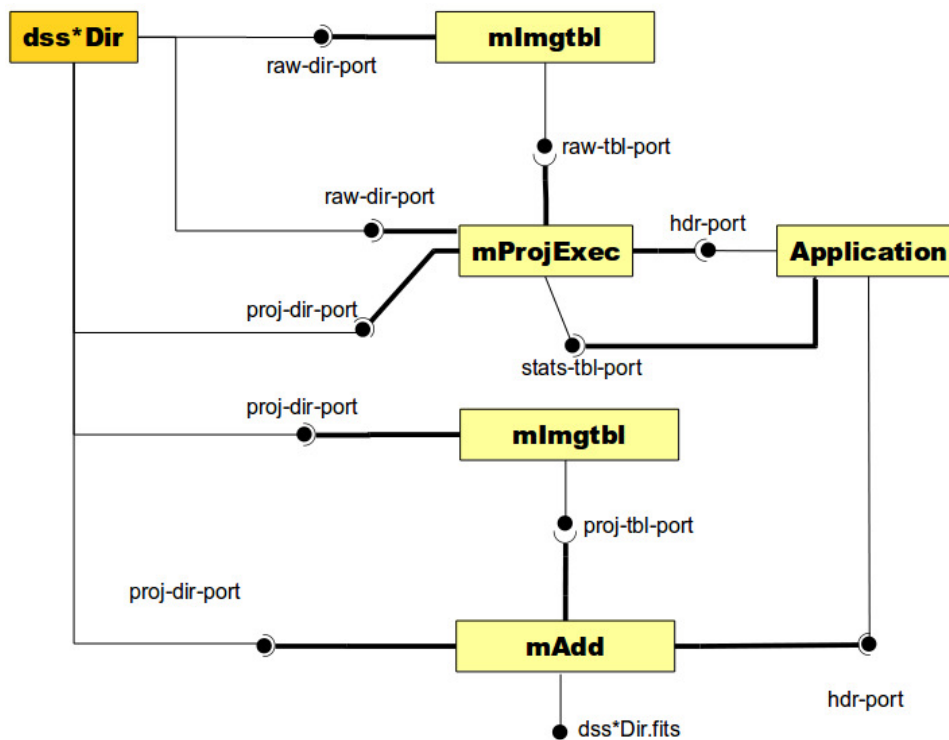 dss*Dir
mImgtbl
raw-dir-port
raw-tbl-port
raw-dir-port
hdr-port
mProjExec
Application
proj-dir-port
stats-tbl-port
proj-dir-port
mImgtbl
proj-tbl-port
proj-dir-port
mAdd
hdr-port
dss*Dir.fits